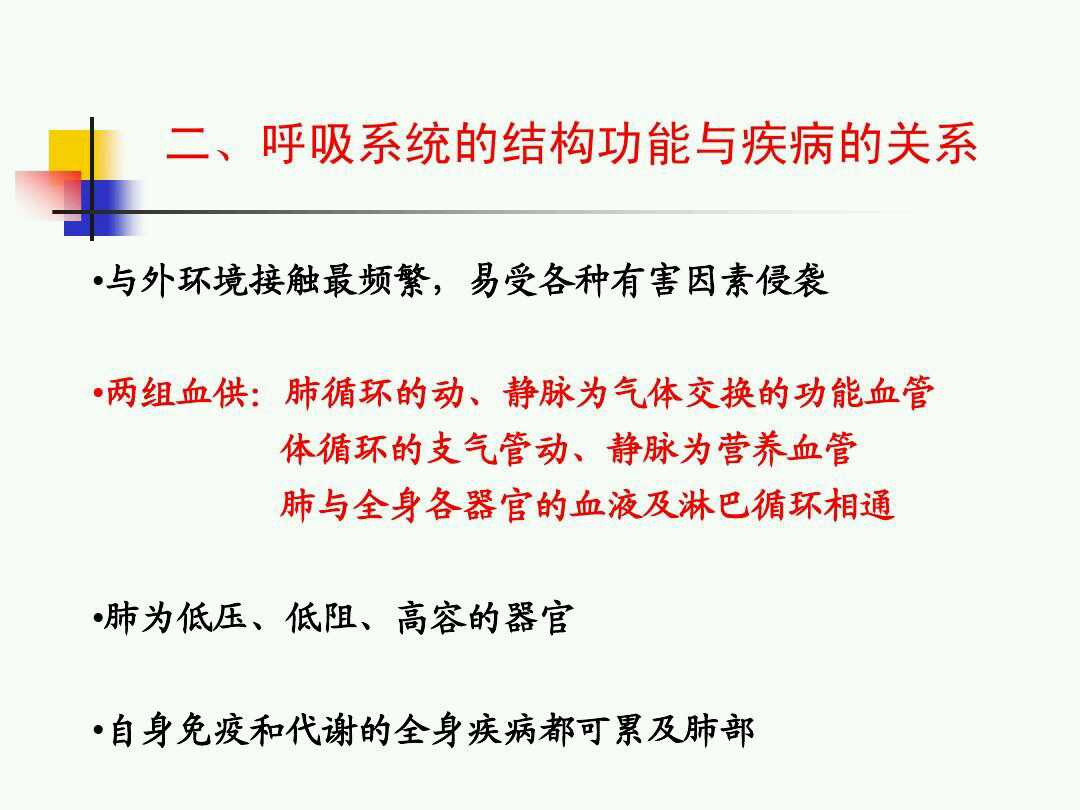 二、呼吸系统的结构功能与疾病的关系
•与外环境接触最频繁，易受各种有害因素侵袭
•两组血供：肺循环的动、静脉为气体交换的功能血管
体循环的支气管动、静脉为营养血管
肺与全身各器官的血液及淋巴循环相通
•肺为低压、低阻、高容的器官
•自身免疫和代谢的全身疾病都可累及肺部